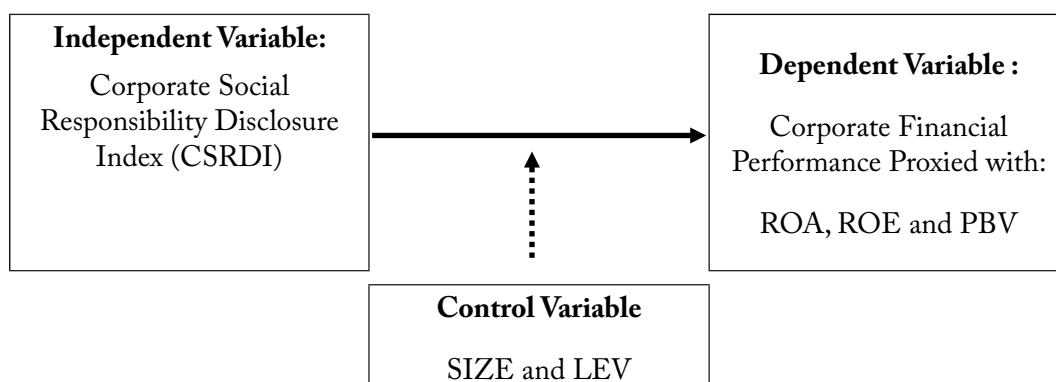 Independent Variable:
Corporate Social
Responsibility Disclosure
Index (CSRDI)
Dependent Variable :
Corporate Financial
Performance Proxied with:
ROA, ROE and PBV
Control Variable
SIZE and LEV